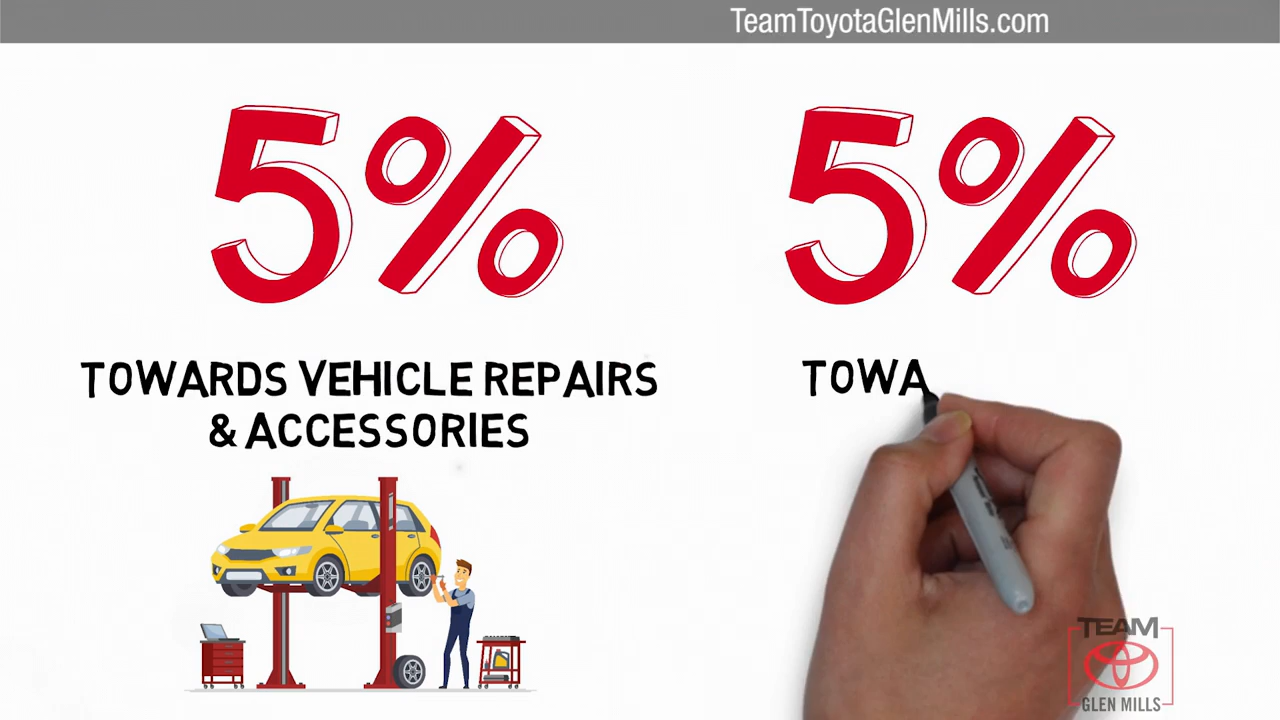 TeamToyotaGlenMills.com
5%
5%
TOWARDS VEHICLE REPAIRS
& ACCESSORIES
TOWA
TEAM
GLEN MILLS